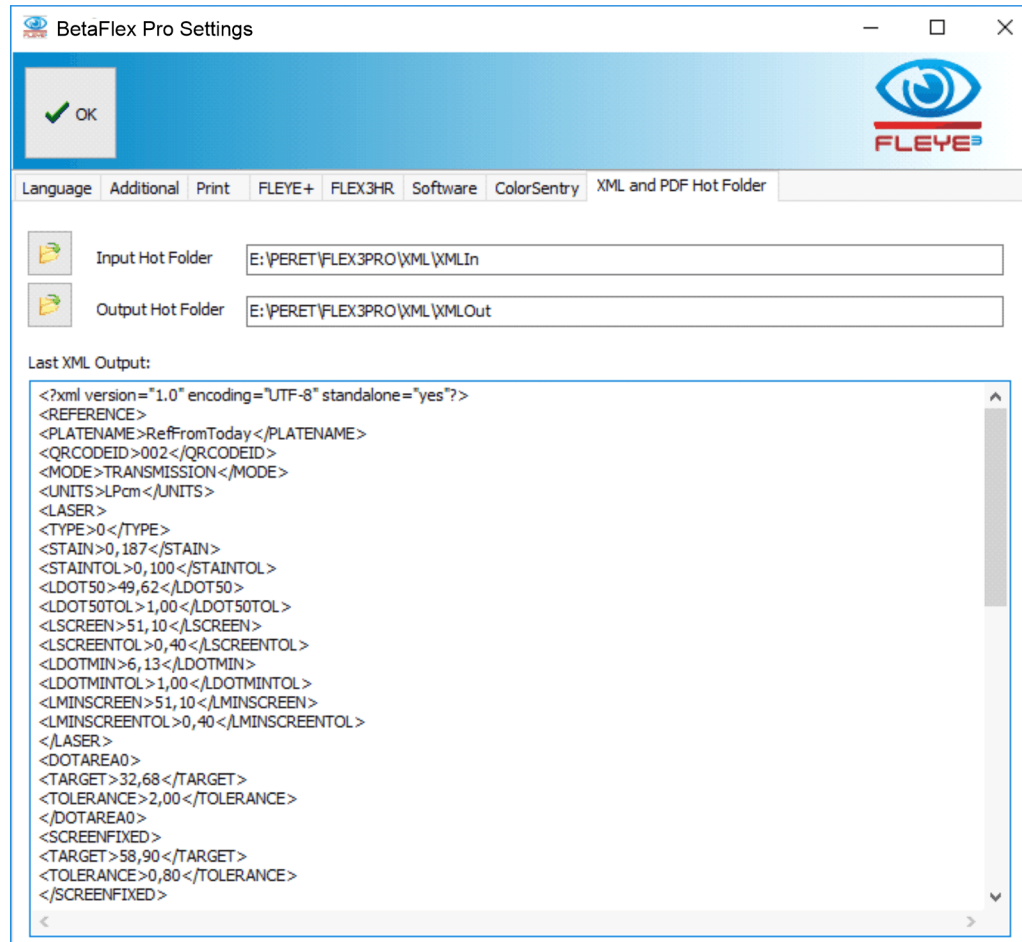 BetaFlex Pro Settings
OK
FLEYE³
Language Additional Print FLEYE+ FLEX3HR Software ColorSentry XML and PDF Hot Folder
Input Hot Folder E:\PERET\FLEX3PRO\XML\XMLIn
Output Hot Folder E:\PERET\FLEX3PRO\XML\XMLOut
Last XML Output:
<?xml version="1.0" encoding="UTF-8" standalone="yes"?>
<REFERENCE>
<PLATENAME>RefFromToday</PLATENAME>
<QRCODEID>002</QRCODEID>
<MODE>TRANSMISSION</MODE>
<UNITS>LPcm</UNITS>
<LASER>
<TYPE>0</TYPE>
<STAIN>0,187</STAIN>
<STAINTOL>0,100</STAINTOL>
<LDOT50>49,62</LDOT50>
<LDOT50TOL>1,00</LDOT50TOL>
<LSCREEN>51,10</LSCREEN>
<LSCREENTOL>0,40</LSCREENTOL>
<LDOTMIN>6,13</LDOTMIN>
<LDOTMINTOL>1,00</LDOTMINTOL>
<LMINSCREEN>51,10</LMINSCREEN>
<LMINSCREENTOL>0,40</LMINSCREENTOL>
</LASER>
<DOTAREA0>
<TARGET>32,68</TARGET>
<TOLERANCE>2,00</TOLERANCE>
</DOTAREA0>
<SCREENFIXED>
<TARGET>58,90</TARGET>
<TOLERANCE>0,80</TOLERANCE>
</SCREENFIXED>